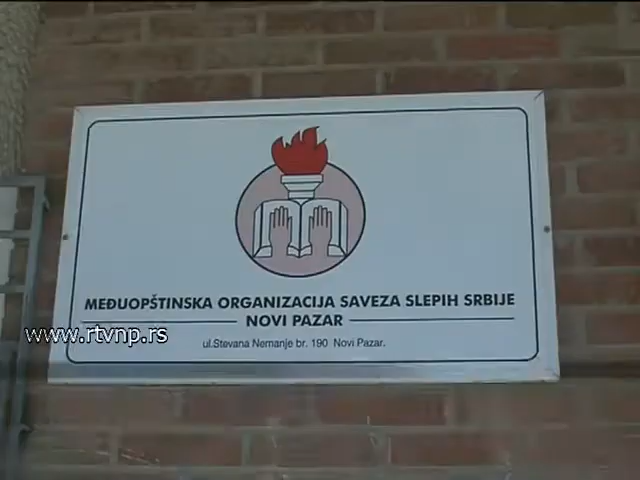 MEĐUOPŠTINSKA ORGANIZACIJA SAVEZA SLEPIH SRBIJE
NOVI PAZAR
www.rtvnp.rs
ul.Stevana Nemanje br. 190 Novi Pazar.